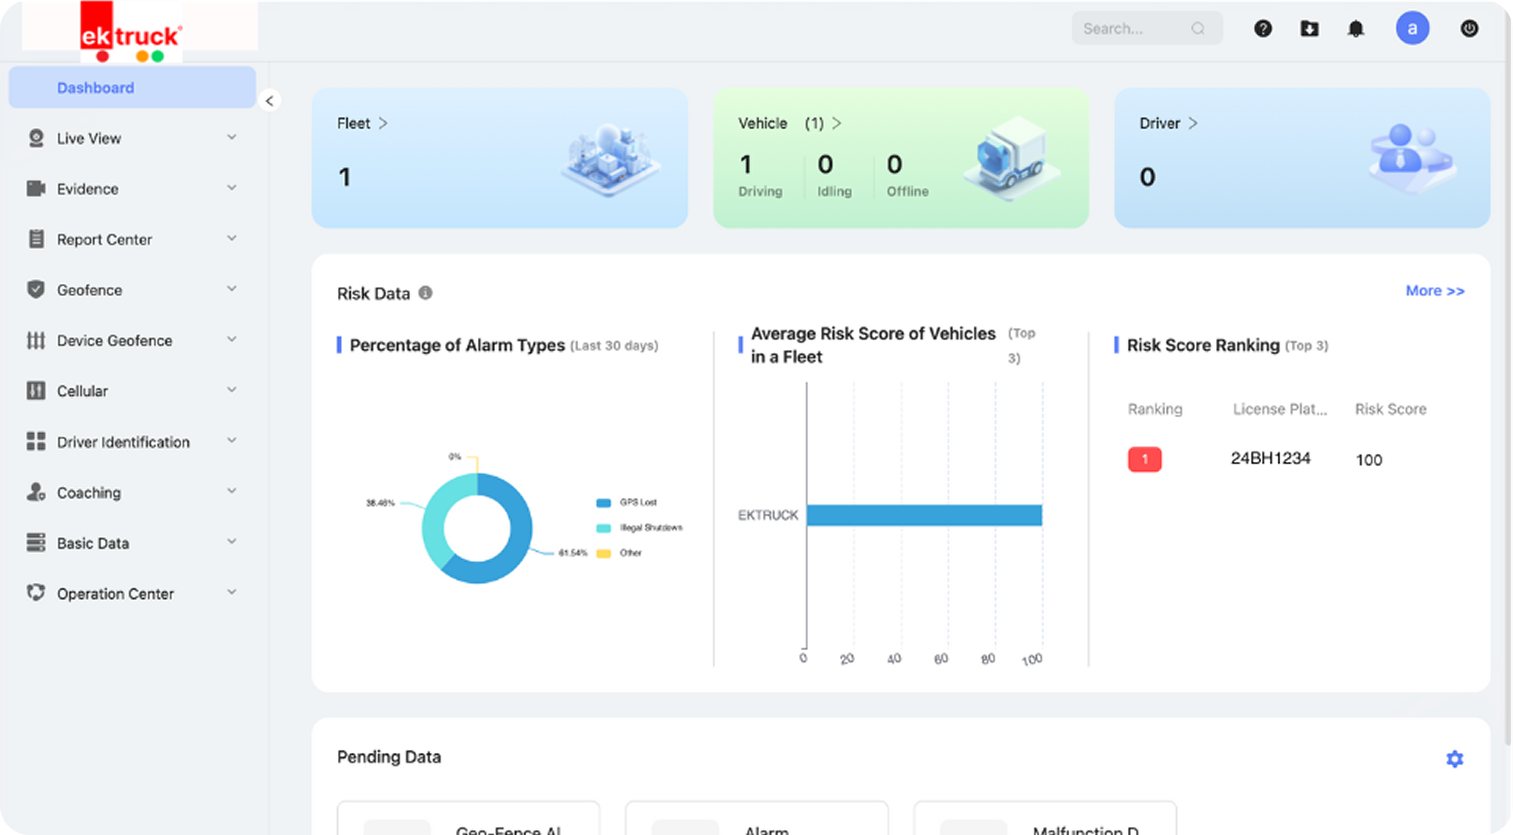 ektruck
Search...
a
Dashboard
Live View
Evidence
Report Center
Geofence
Device Geofence
Cellular
Driver Identification
Coaching
Basic Data
Operation Center
Fleet >
1
Vehicle (1) >
1 0 0
Driving Idling Offline
Driver >
0
Risk Data
More >>
Percentage of Alarm Types (Last 30 days)
0%
38.46%
61.54%
GPS Lost
Illegal Shutdown
Other
Average Risk Score of Vehicles (Top
in a Fleet 3)
EKTRUCK
0 20 40 60 80 100
Risk Score Ranking (Top 3)
Ranking License Plat... Risk Score
1 24BH1234 100
Pending Data
Geo-Fence Al
Alarm
Malfunction D